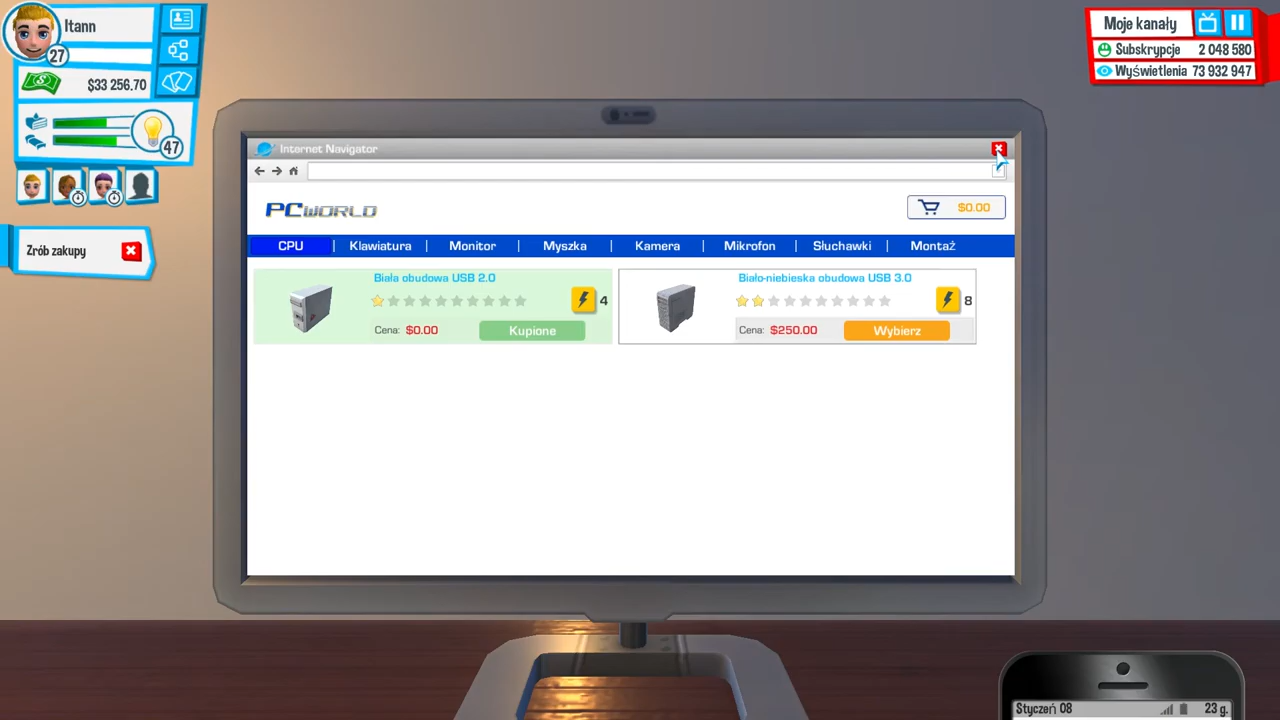 Itann
27
$33 256.70
47
Zrób zakupy
Moje kanały
Subskrypcje 2 048 580
Wyświetlenia 73 932 947
Internet Navigator
PCWORLD
$0.00
CPU | Klawiatura | Monitor | Myszka | Kamera | Mikrofon | Słuchawki | Montaż
Biała obudowa USB 2.0
4
Cena: $0.00 Kupione
Biało-niebieska obudowa USB 3.0
8
Cena: $250.00 Wybierz
Styczeń 08 23 g.